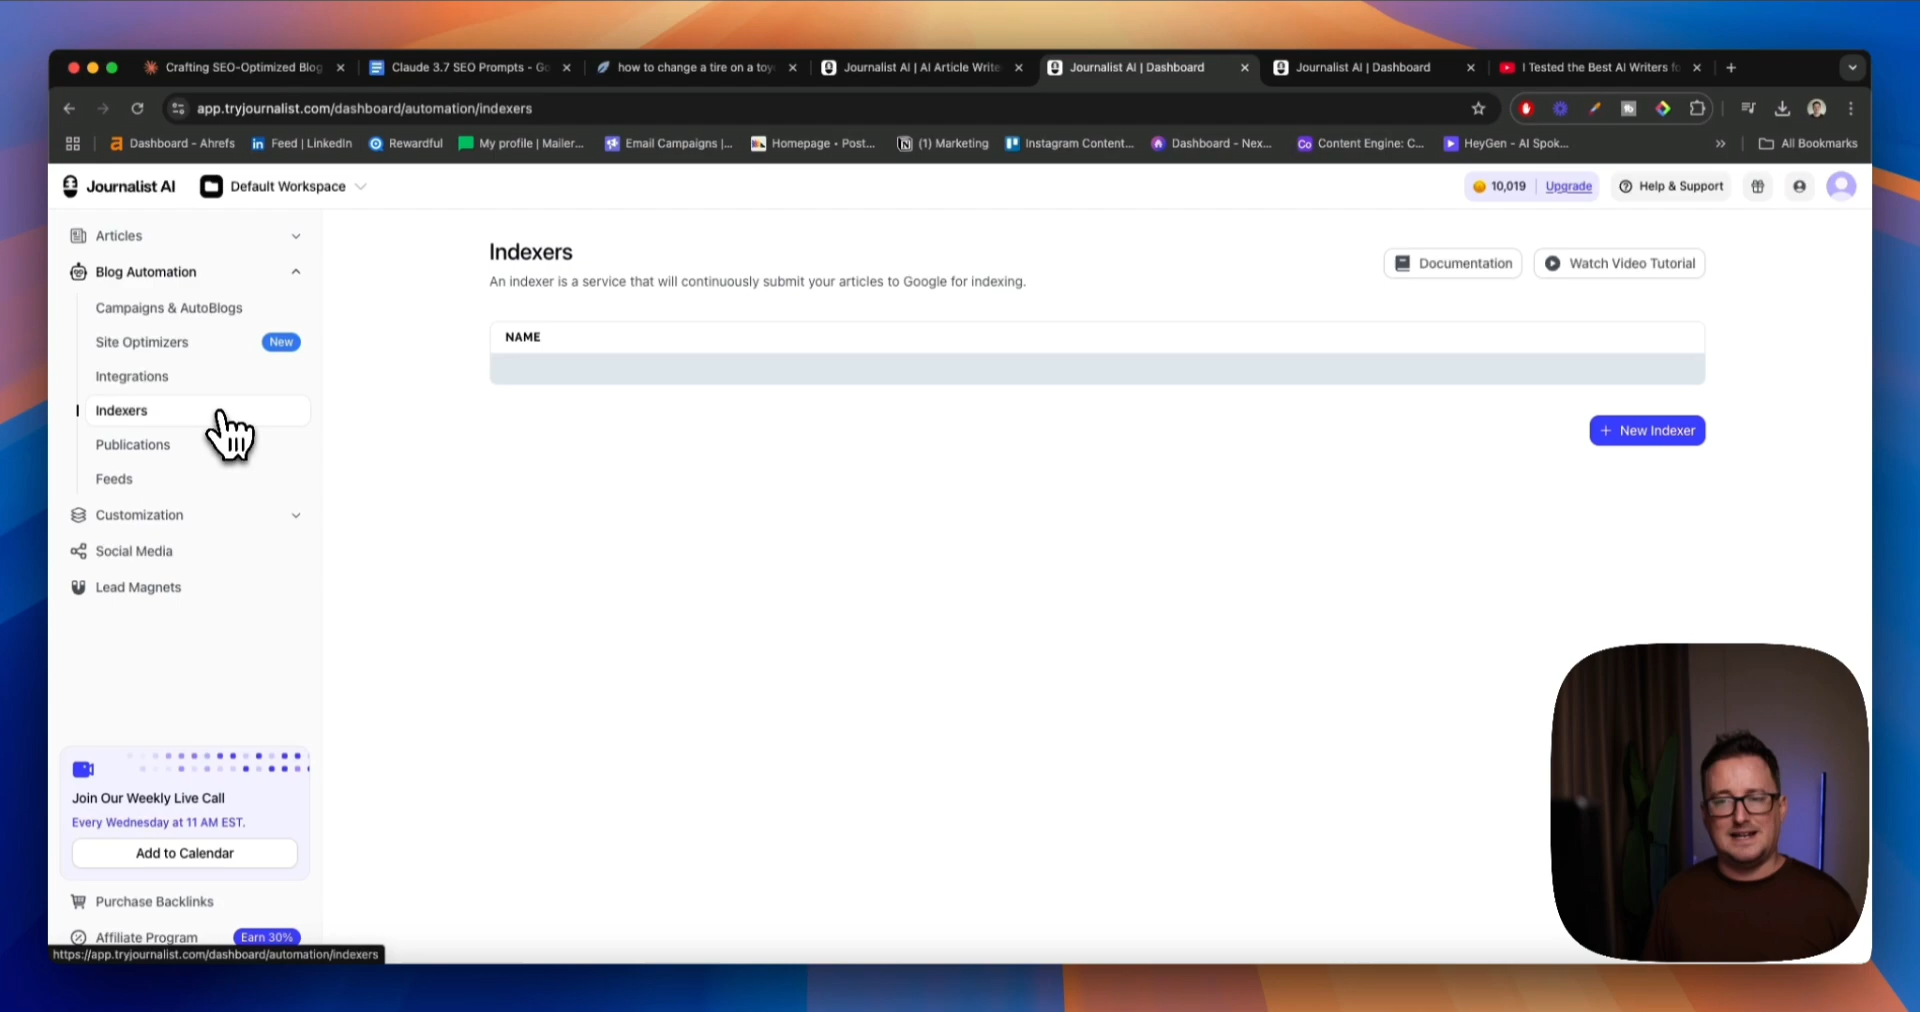 Crafting SEO-Optimized Blog
Claude 3.7 SEO Prompts - Go
how to change a tire on a toy
Journalist AI | AI Article Write
Journalist AI | Dashboard
Journalist AI | Dashboard
I Tested the Best AI Writers fo
app.tryjournalist.com/dashboard/automation/indexers
Dashboard – Ahrefs
Feed | LinkedIn
Rewardful
My profile | Mailer...
Email Campaigns |...
Homepage • Post...
(1) Marketing
Instagram Content...
Dashboard - Nex...
Content Engine: C...
HeyGen - AI Spok...
All Bookmarks
Journalist AI
Default Workspace
10,019
Upgrade
Help & Support
Articles
Blog Automation
Campaigns & AutoBlogs
Site Optimizers
New
Integrations
Indexers
Publications
Feeds
Customization
Social Media
Lead Magnets
Join Our Weekly Live Call
Every Wednesday at 11 AM EST.
Add to Calendar
Purchase Backlinks
Affiliate Program
Earn 30%
https://app.tryjournalist.com/dashboard/automation/indexers
Indexers
An indexer is a service that will continuously submit your articles to Google for indexing.
Documentation
Watch Video Tutorial
NAME
+ New Indexer